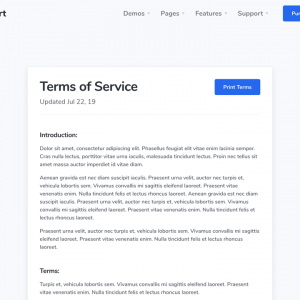 rt
Demos
Pages
Features
Support
Pu
Terms of Service
Print Terms
Updated Jul 22, 19
Introduction:
Dolor sit amet, consectetur adipiscing elit. Phasellus feugiat elit vitae enim lacinia semper.
Cras nulla lectus, porttitor vitae urna iaculis, malesuada tincidunt lectus. Proin nec tellus sit
amet mauris auctor imperdiet id vitae diam.
Aenean gravida est nec diam suscipit iaculis. Praesent urna velit, auctor nec turpis et,
vehicula lobortis sem. Vivamus convallis mi sagittis eleifend laoreet. Praesent vitae
venenatis enim. Nulla tincidunt felis et lectus rhoncus laoreet. Aenean gravida est nec diam
suscipit iaculis. Praesent urna velit, auctor nec turpis et, vehicula lobortis sem. Vivamus
convallis mi sagittis eleifend laoreet. Praesent vitae venenatis enim. Nulla tincidunt felis et
lectus rhoncus laoreet.
Praesent urna velit, auctor nec turpis et, vehicula lobortis sem. Vivamus convallis mi sagittis
eleifend laoreet. Praesent vitae venenatis enim. Nulla tincidunt felis et lectus rhoncus
laoreet.
Terms:
Turpis et, vehicula lobortis sem. Vivamus convallis mi sagittis eleifend laoreet. Praesent
vitae venenatis enim. Nulla tincidunt felis et lectus rhoncus laoreet.